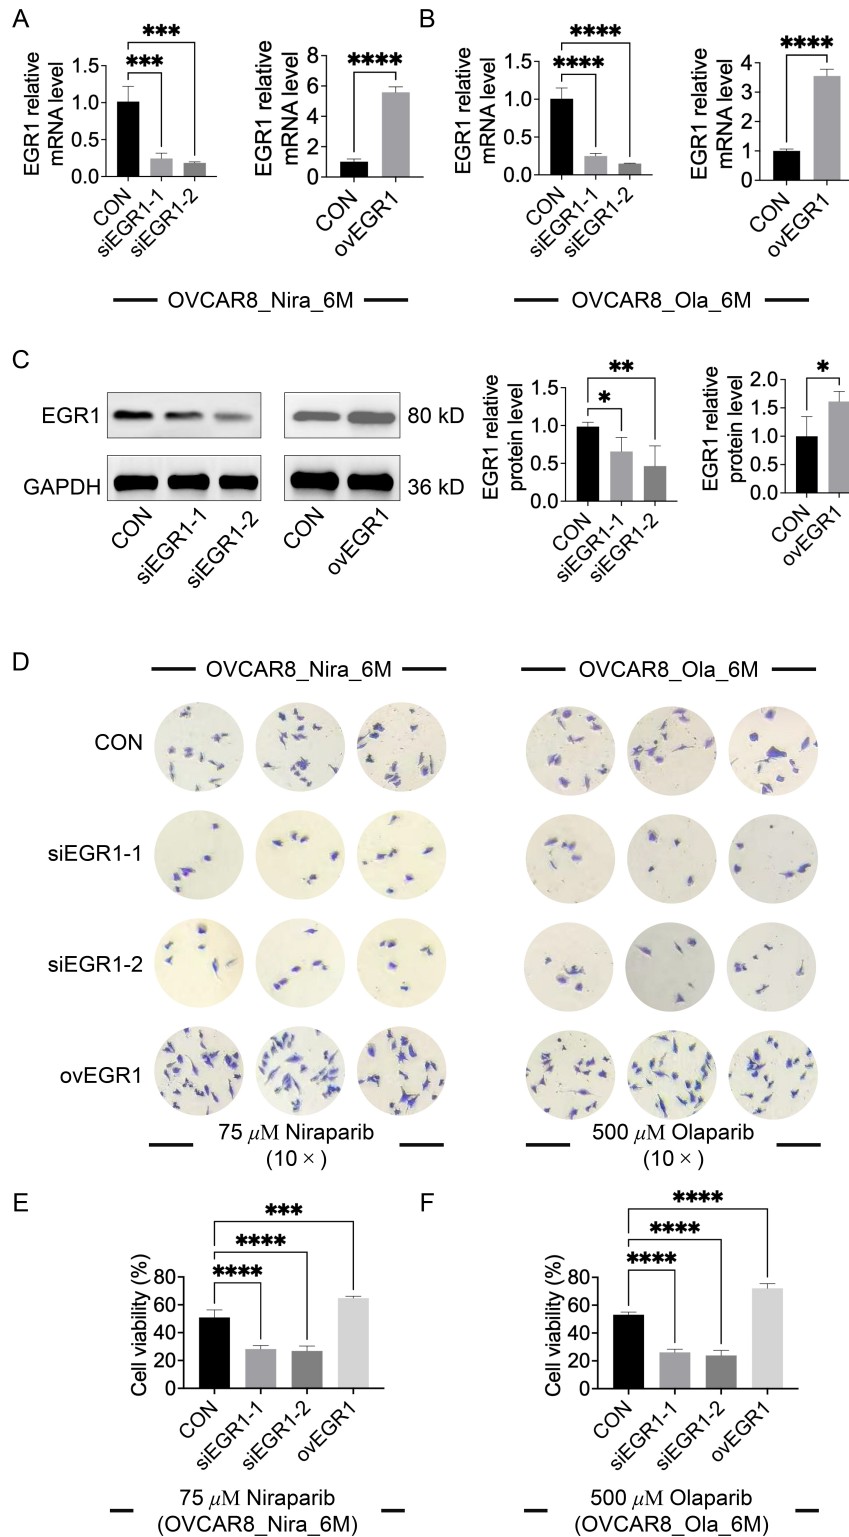 A
EGR1 relative
mRNA level
1.5
1.0
0.5
0.0
***
***
CON
siEGR1-1
siEGR1-2
EGR1 relative
mRNA level
8
6
4
2
0
****
CON
ovEGR1
OVCAR8_Nira_6M
B
EGR1 relative
mRNA level
1.5
1.0
0.5
0.0
****
****
CON
siEGR1-1
siEGR1-2
EGR1 relative
mRNA level
4
3
2
1
0
****
CON
ovEGR1
OVCAR8_Ola_6M
C
EGR1
80 kD
GAPDH
36 kD
CON
siEGR1-1
siEGR1-2
CON
ovEGR1
EGR1 relative
protein level
1.5
1.0
0.5
0.0
**
*
CON
siEGR1-1
siEGR1-2
EGR1 relative
protein level
2.0
1.5
1.0
0.5
0.0
*
CON
ovEGR1
D
OVCAR8_Nira_6M
OVCAR8_Ola_6M
CON
siEGR1-1
siEGR1-2
ovEGR1
75 μM Niraparib
(10 ×)
500 μM Olaparib
(10 ×)
E
Cell viability (%)
80
60
40
20
0
***
****
****
CON
siEGR1-1
siEGR1-2
ovEGR1
75 μM Niraparib
(OVCAR8_Nira_6M)
F
Cell viability (%)
80
60
40
20
0
****
****
****
CON
siEGR1-1
siEGR1-2
ovEGR1
500 μM Olaparib
(OVCAR8_Ola_6M)